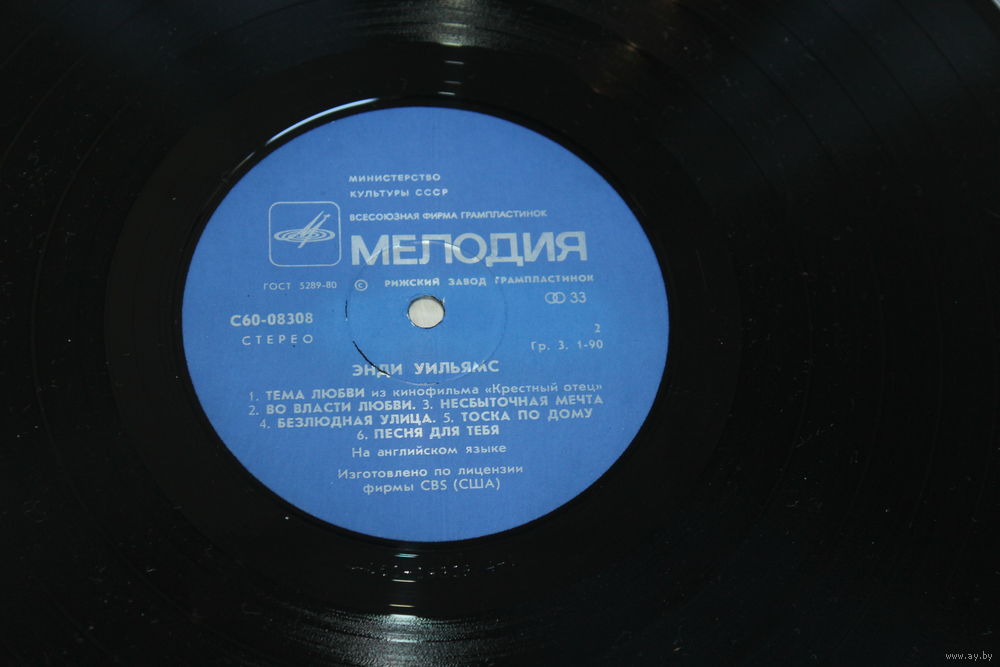 МИНИСТЕРСТВО
КУЛЬТУРЫ СССР
ВСЕСОЮЗНАЯ ФИРМА ГРАМПЛАСТИНОК
МЕЛОДИЯ
ГОСТ 5289-80 © РИЖСКИЙ ЗАВОД ГРАМПЛАСТИНОК
33
С60-08308
СТЕРЕО
2
Гр. 3. 1-90
ЭНДИ УИЛЬЯМС
1. ТЕМА ЛЮБВИ из кинофильма «Крестный отец»
2. ВО ВЛАСТИ ЛЮБВИ. 3. НЕСБЫТОЧНАЯ МЕЧТА
4. БЕЗЛЮДНАЯ УЛИЦА. 5. ТОСКА ПО ДОМУ
6. ПЕСНЯ ДЛЯ ТЕБЯ
На английском языке
Изготовлено по лицензии
фирмы CBS (США)
www.ay.by